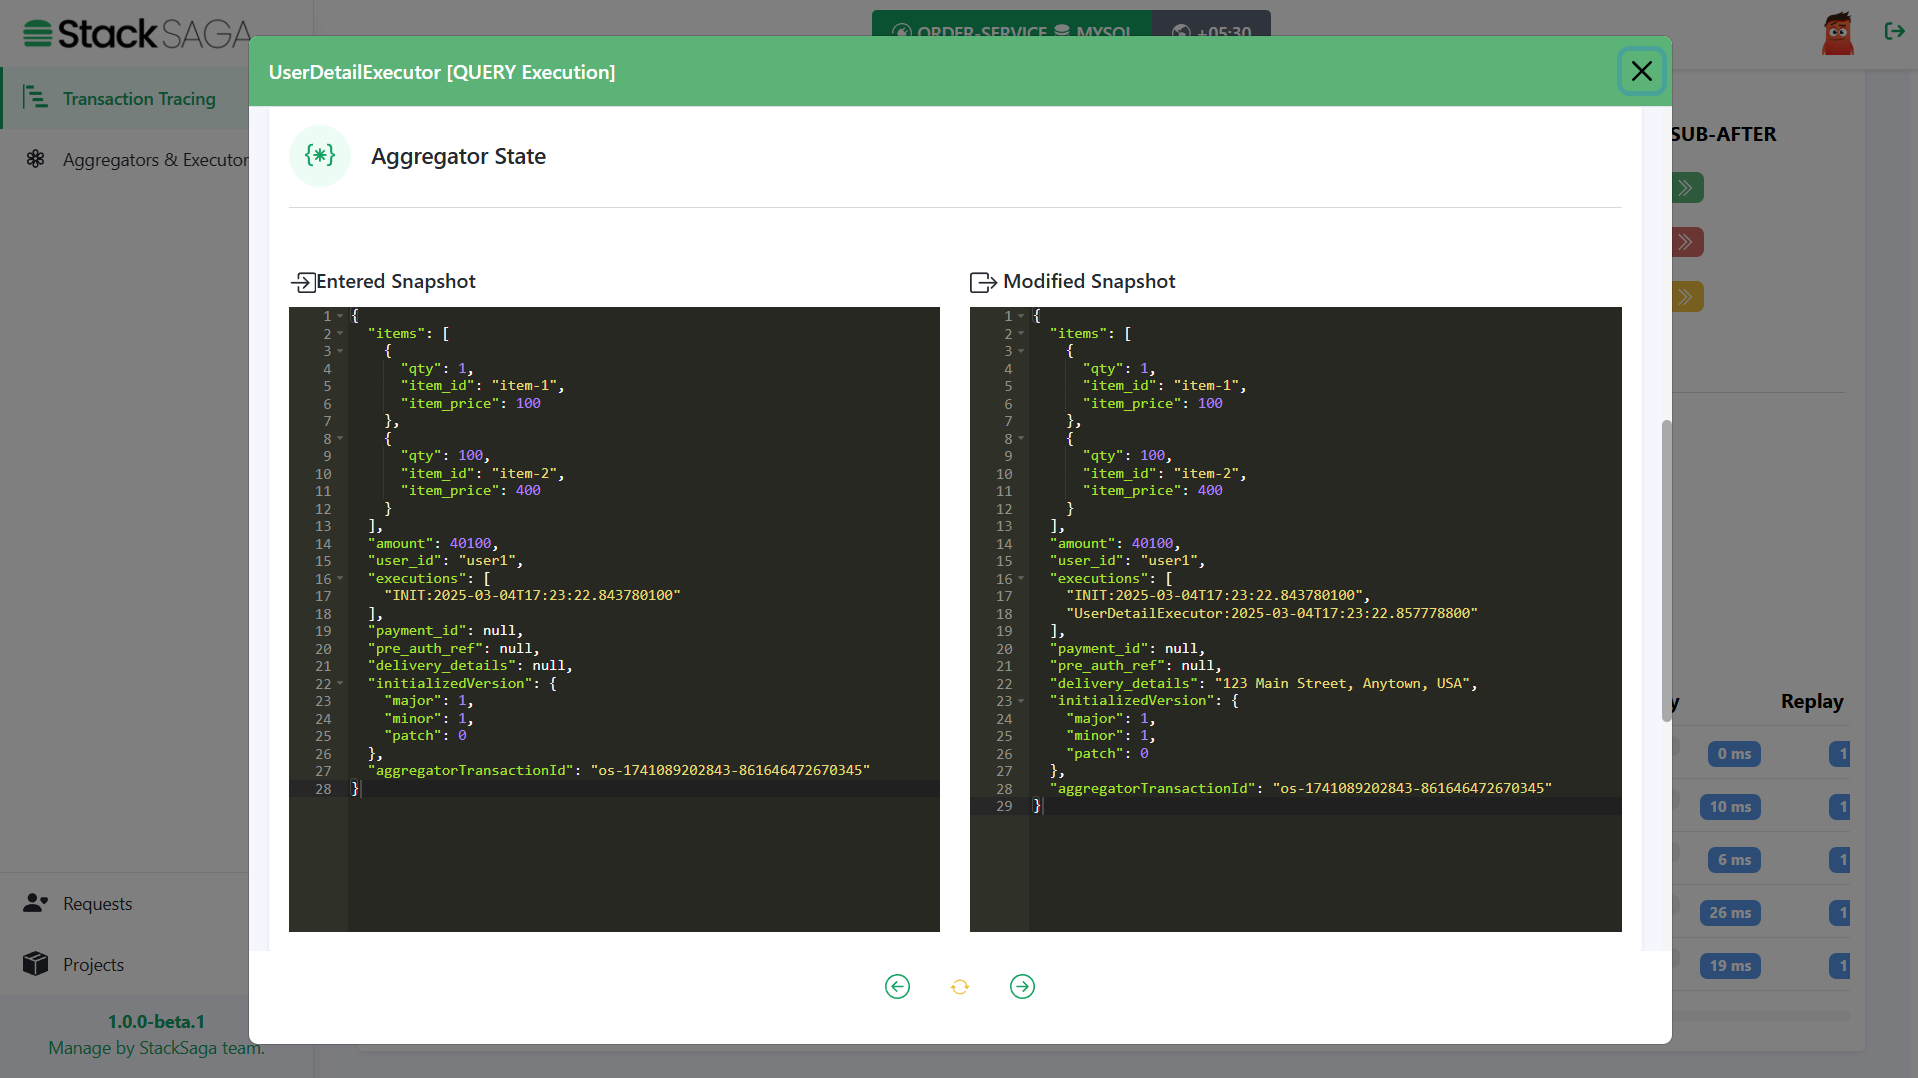 StackSAGA
ORDER-SERVICE MYSQL
+05:30
UserDetailExecutor [QUERY Execution]
Transaction Tracing
Aggregators & Executor
SUB-AFTER
{*}
Aggregator State
Entered Snapshot
1 {
2 "items": [
3 {
4 "qty": 1,
5 "item_id": "item-1",
6 "item_price": 100
7 },
8 {
9 "qty": 100,
10 "item_id": "item-2",
11 "item_price": 400
12 }
13 ],
14 "amount": 40100,
15 "user_id": "user1",
16 "executions": [
17 "INIT:2025-03-04T17:23:22.843780100"
18 ],
19 "payment_id": null,
20 "pre_auth_ref": null,
21 "delivery_details": null,
22 "initializedVersion": {
23 "major": 1,
24 "minor": 1,
25 "patch": 0
26 },
27 "aggregatorTransactionId": "os-1741089202843-861646472670345"
28 }
Modified Snapshot
1 {
2 "items": [
3 {
4 "qty": 1,
5 "item_id": "item-1",
6 "item_price": 100
7 },
8 {
9 "qty": 100,
10 "item_id": "item-2",
11 "item_price": 400
12 }
13 ],
14 "amount": 40100,
15 "user_id": "user1",
16 "executions": [
17 "INIT:2025-03-04T17:23:22.843780100",
18 "UserDetailExecutor:2025-03-04T17:23:22.857778800"
19 ],
20 "payment_id": null,
21 "pre_auth_ref": null,
22 "delivery_details": "123 Main Street, Anytown, USA",
23 "initializedVersion": {
24 "major": 1,
25 "minor": 1,
26 "patch": 0
27 },
28 "aggregatorTransactionId": "os-1741089202843-861646472670345"
29 }
y Replay
0 ms 1
10 ms 1
6 ms 1
26 ms 1
19 ms 1
Requests
Projects
1.0.0-beta.1
Manage by StackSaga team.